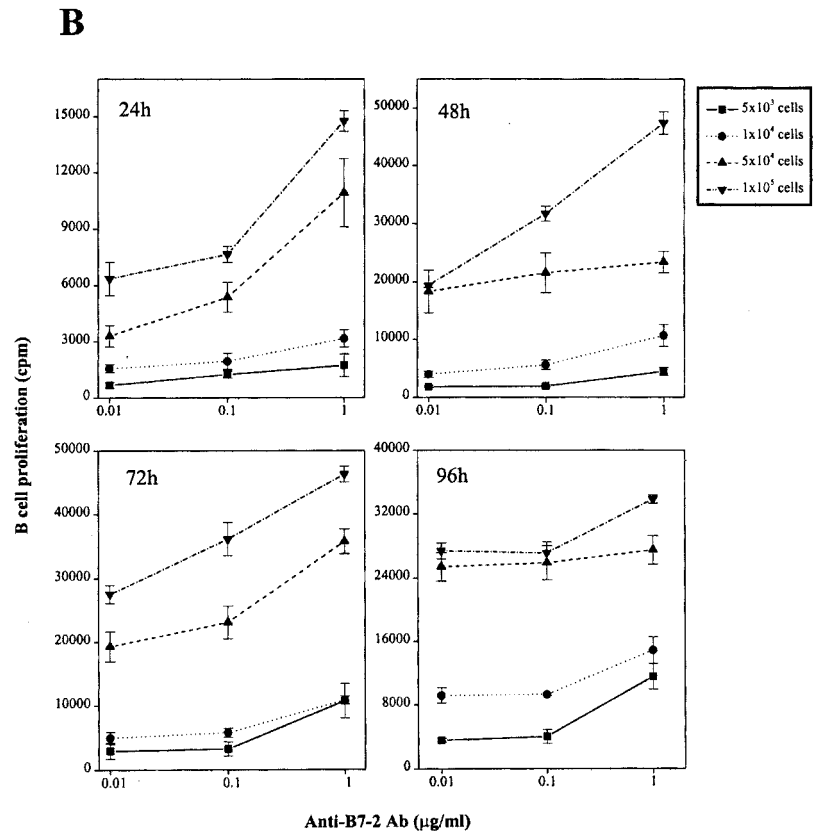 B
24h
15000
12000
9000
6000
3000
0
0.01 0.1 1
48h
50000
40000
30000
20000
10000
0
0.01 0.1 1
5x10³ cells
1x10⁴ cells
5x10⁴ cells
1x10⁵ cells
B cell proliferation (cpm)
72h
50000
40000
30000
20000
10000
0
0.01 0.1 1
96h
40000
32000
24000
16000
8000
0
0.01 0.1 1
Anti-B7-2 Ab (μg/ml)